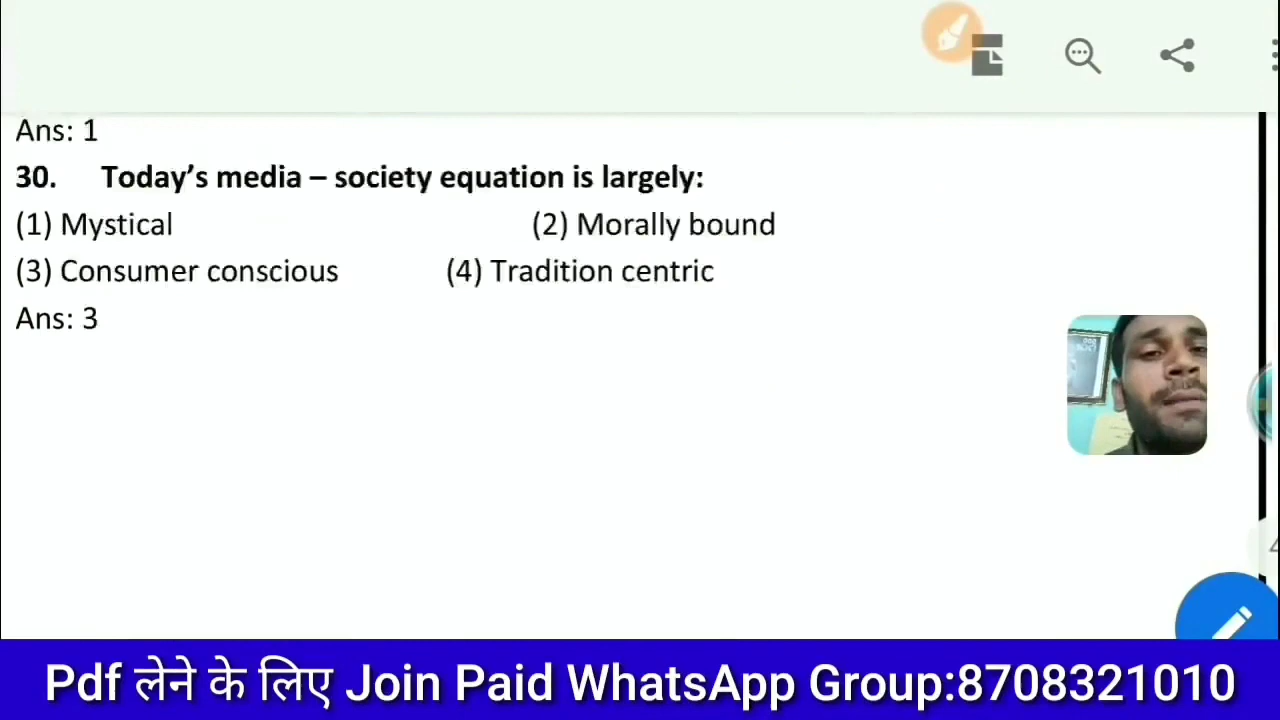 Ans: 1
30. Today’s media – society equation is largely:
(1) Mystical (2) Morally bound
(3) Consumer conscious (4) Tradition centric
Ans: 3
Pdf लेने के लिए Join Paid WhatsApp Group:8708321010